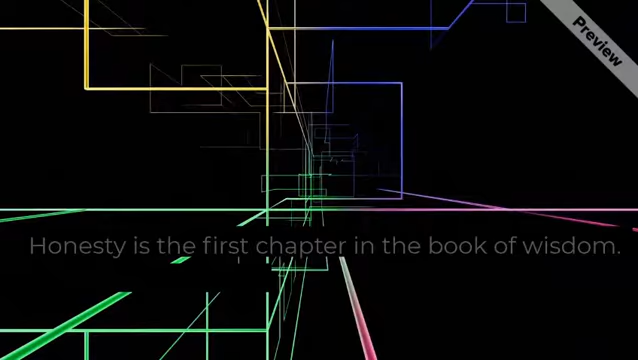 Preview
Honesty is the first chapter in the book of wisdom.